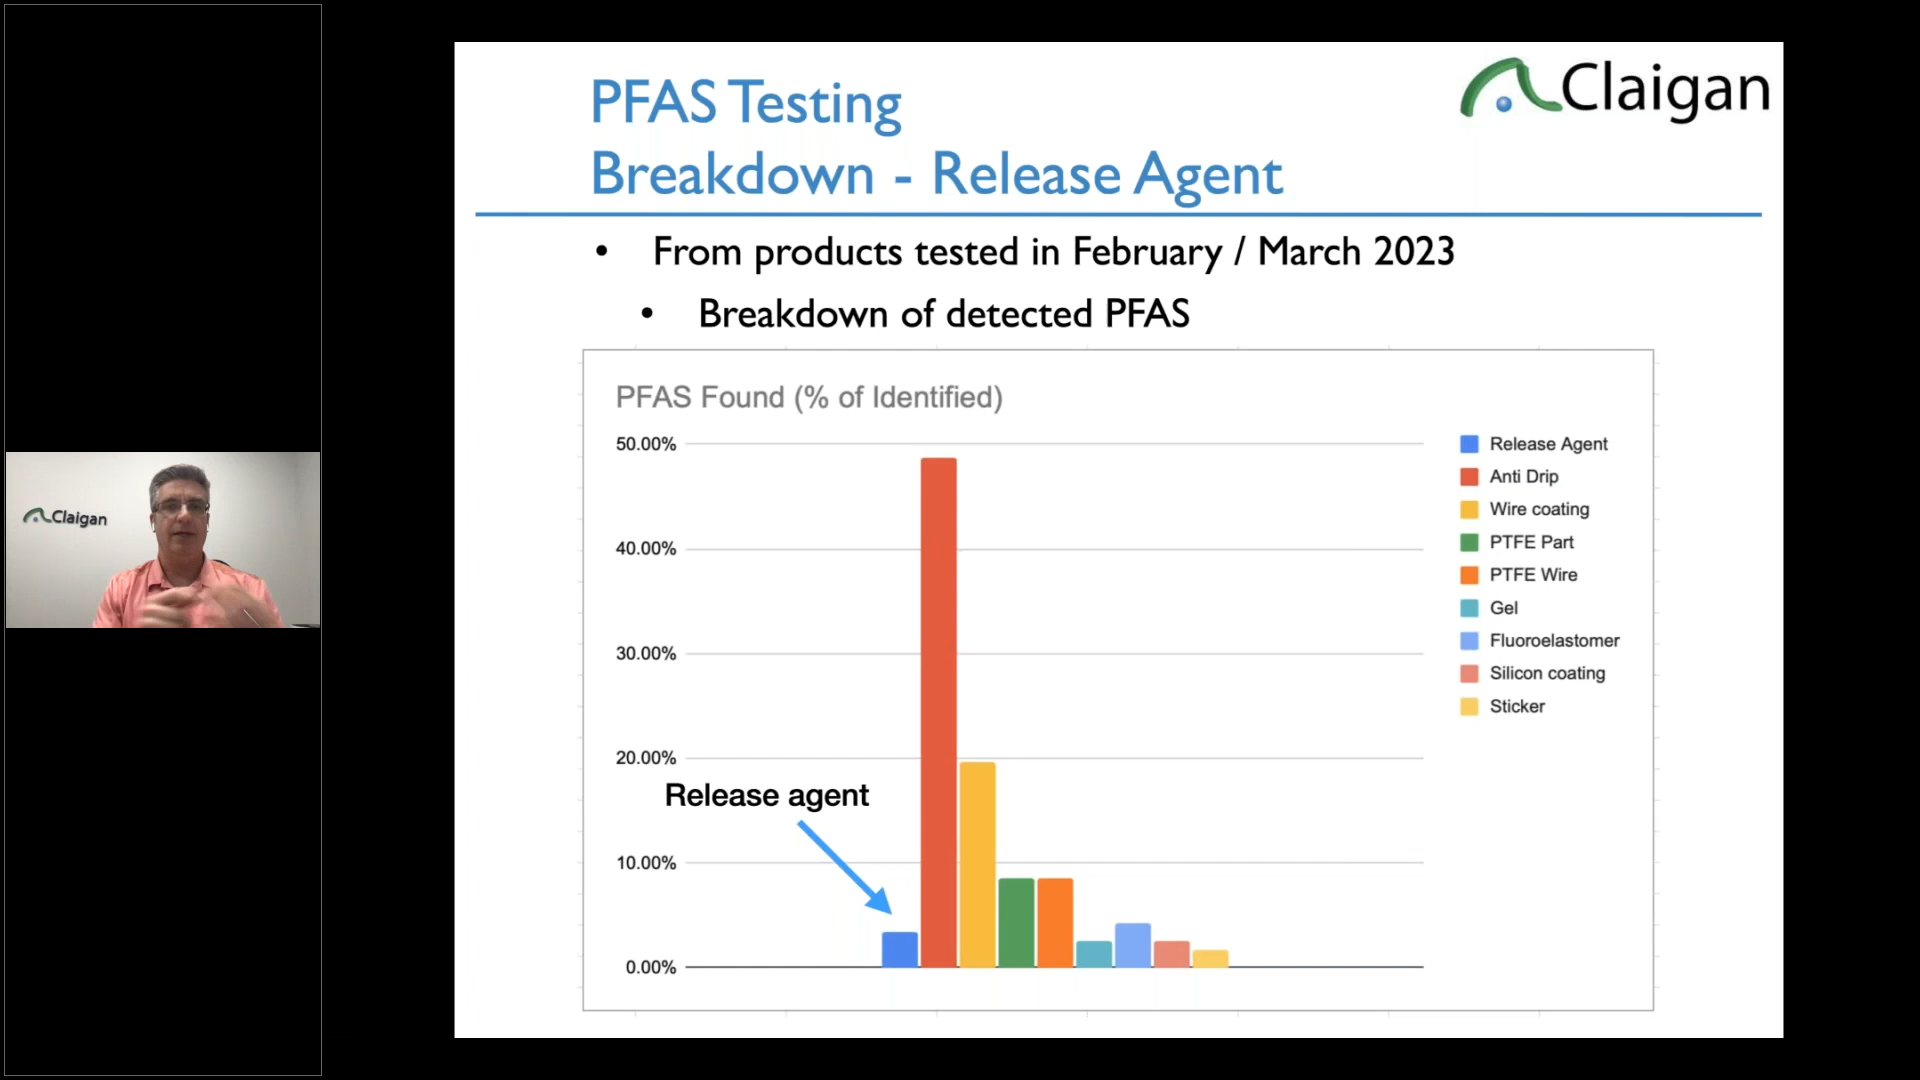 Claigan
PFAS Testing
Breakdown - Release Agent
Claigan
• From products tested in February / March 2023
• Breakdown of detected PFAS
PFAS Found (% of Identified)
50.00%
40.00%
30.00%
20.00%
10.00%
0.00%
Release agent
Release Agent
Anti Drip
Wire coating
PTFE Part
PTFE Wire
Gel
Fluoroelastomer
Silicon coating
Sticker